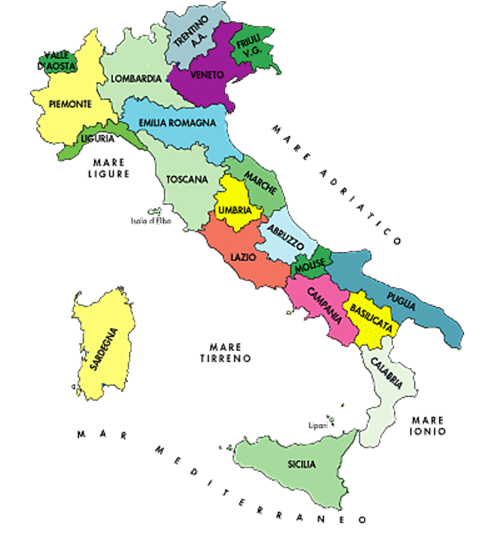 TRENTINO
A.A.
FRIULI
V.G.
VALLE
D'AOSTA
LOMBARDIA
VENETO
PIEMONTE
EMILIA ROMAGNA
LIGURIA
MARE
LIGURE
MARE ADRIATICO
TOSCANA
MARCHE
UMBRIA
Isola d'Elba
ABRUZZO
LAZIO
MOLISE
PUGLIA
CAMPANIA
BASILICATA
SARDEGNA
MARE
TIRRENO
CALABRIA
Lipari
MARE
IONIO
SICILIA
MAR MEDITERRANEO